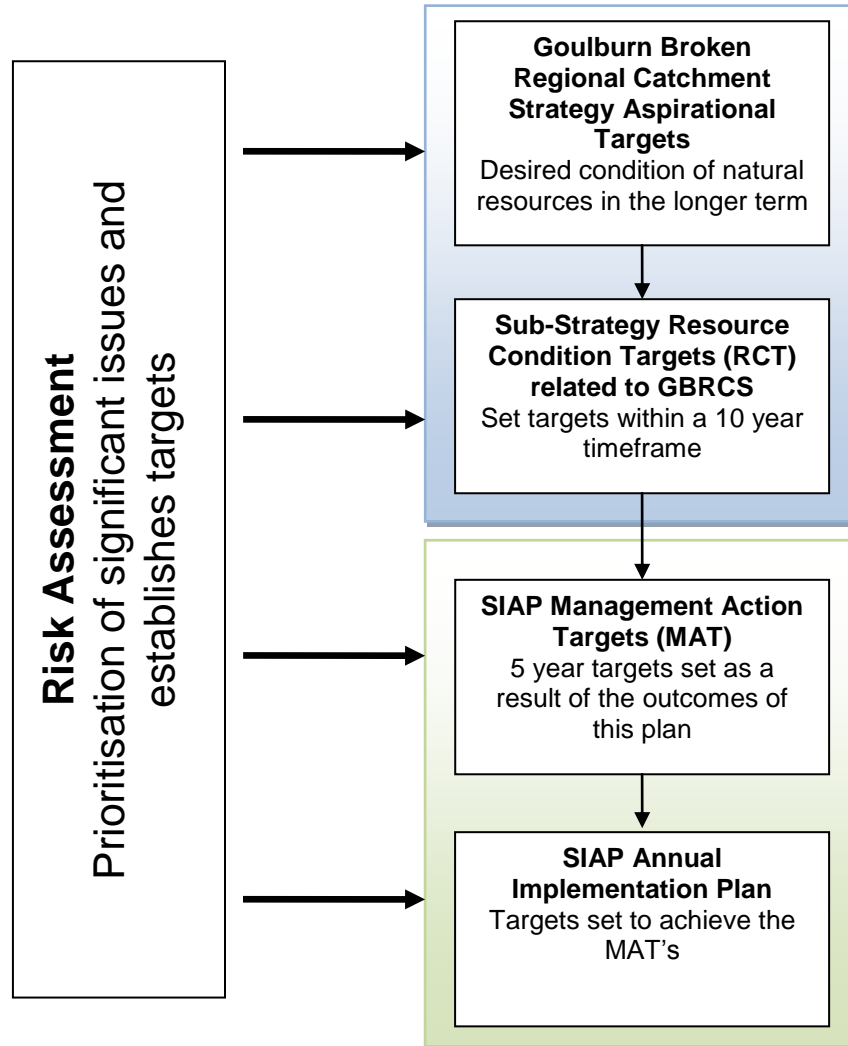 Risk Assessment
Prioritisation of significant issues and
establishes targets
Goulburn Broken
Regional Catchment
Strategy Aspirational
Targets
Desired condition of natural
resources in the longer term
Sub-Strategy Resource
Condition Targets (RCT)
related to GBRCS
Set targets within a 10 year
timeframe
SIAP Management Action
Targets (MAT)
5 year targets set as a
result of the outcomes of
this plan
SIAP Annual
Implementation Plan
Targets set to achieve the
MAT's